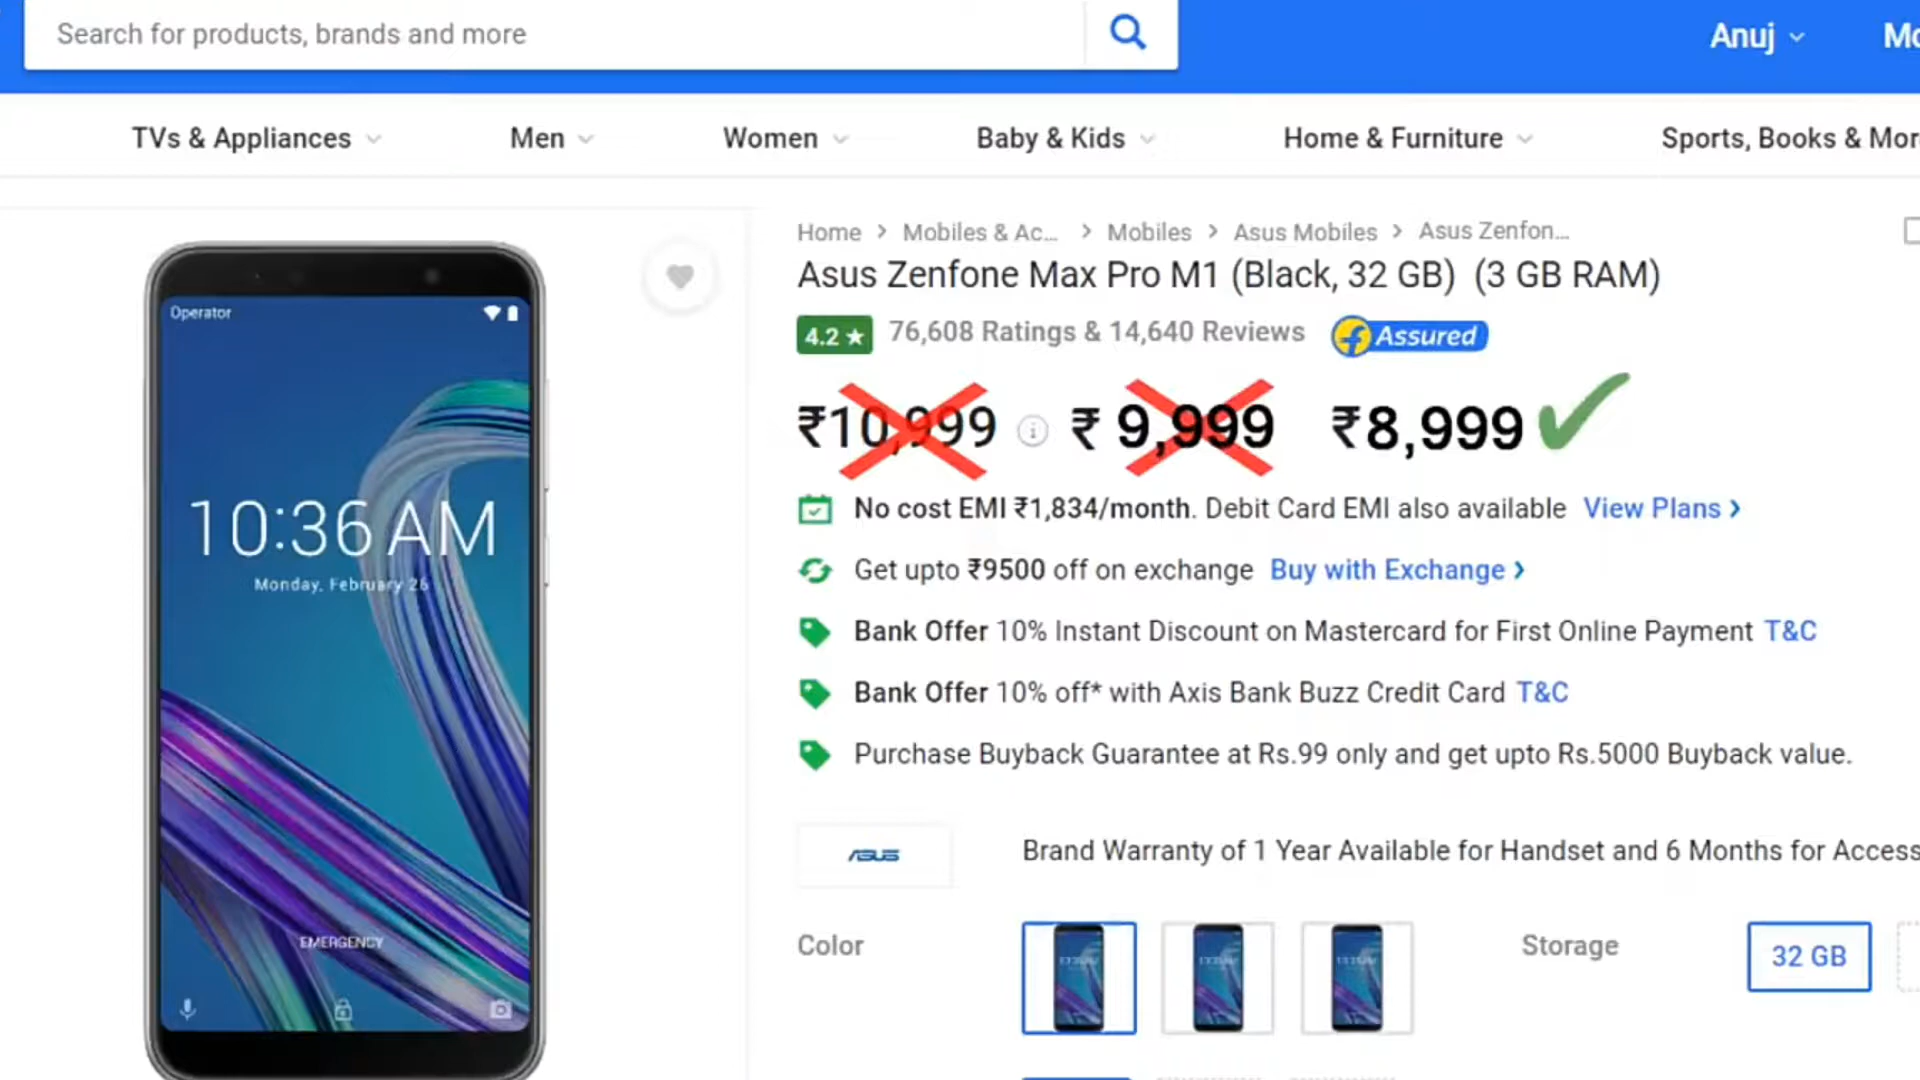 Search for products, brands and more
Anuj
Mo
TVs & Appliances
Men
Women
Baby & Kids
Home & Furniture
Sports, Books & Mor
Home > Mobiles & Ac... > Mobiles > Asus Mobiles > Asus Zenfon...
Asus Zenfone Max Pro M1 (Black, 32 GB) (3 GB RAM)
4.2 ★ 76,608 Ratings & 14,640 Reviews f Assured
₹10,999 i ₹ 9,999 ₹8,999
No cost EMI ₹1,834/month. Debit Card EMI also available View Plans >
Get upto ₹9500 off on exchange Buy with Exchange >
Bank Offer 10% Instant Discount on Mastercard for First Online Payment T&C
Bank Offer 10% off* with Axis Bank Buzz Credit Card T&C
Purchase Buyback Guarantee at Rs.99 only and get upto Rs.5000 Buyback value.
ASUS
Brand Warranty of 1 Year Available for Handset and 6 Months for Access
Color
Storage
32 GB
Operator
10:36 AM
Monday, February 26
EMERGENCY